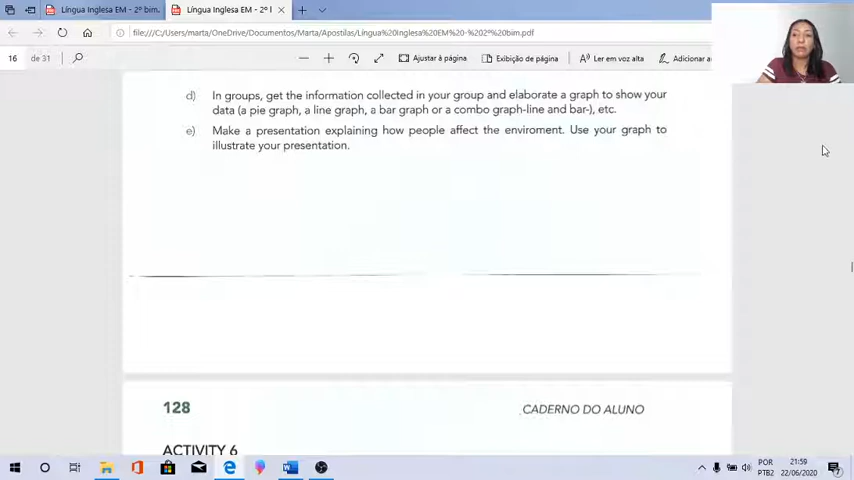 Língua Inglesa EM - 2º bim.
Língua Inglesa EM - 2º l
file:///C:/Users/marta/OneDrive/Documentos/Marta/Apostilas/Língua%20Inglesa%20EM%20-%202º%20bim.pdf
16 de 31
Ajustar à página
Exibição de página
Ler em voz alta
Adicionar a
d) In groups, get the information collected in your group and elaborate a graph to show your
data (a pie graph, a line graph, a bar graph or a combo graph-line and bar-), etc.
e) Make a presentation explaining how people affect the enviroment. Use your graph to
illustrate your presentation.
128
CADERNO DO ALUNO
ACTIVITY 6
POR
PTB2
21:59
22/06/2020